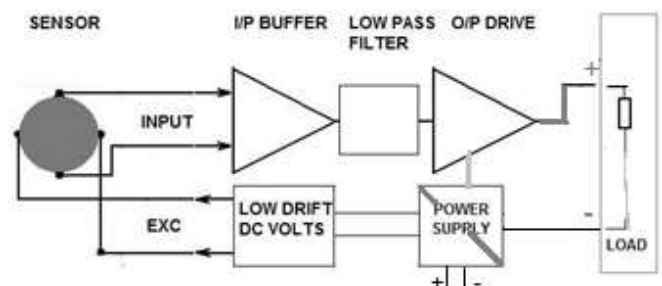 SENSOR
I/P BUFFER
LOW PASS
FILTER
O/P DRIVE
+
INPUT
EXC
LOW DRIFT
DC VOLTS
POWER
SUPPLY
-
LOAD
+ -